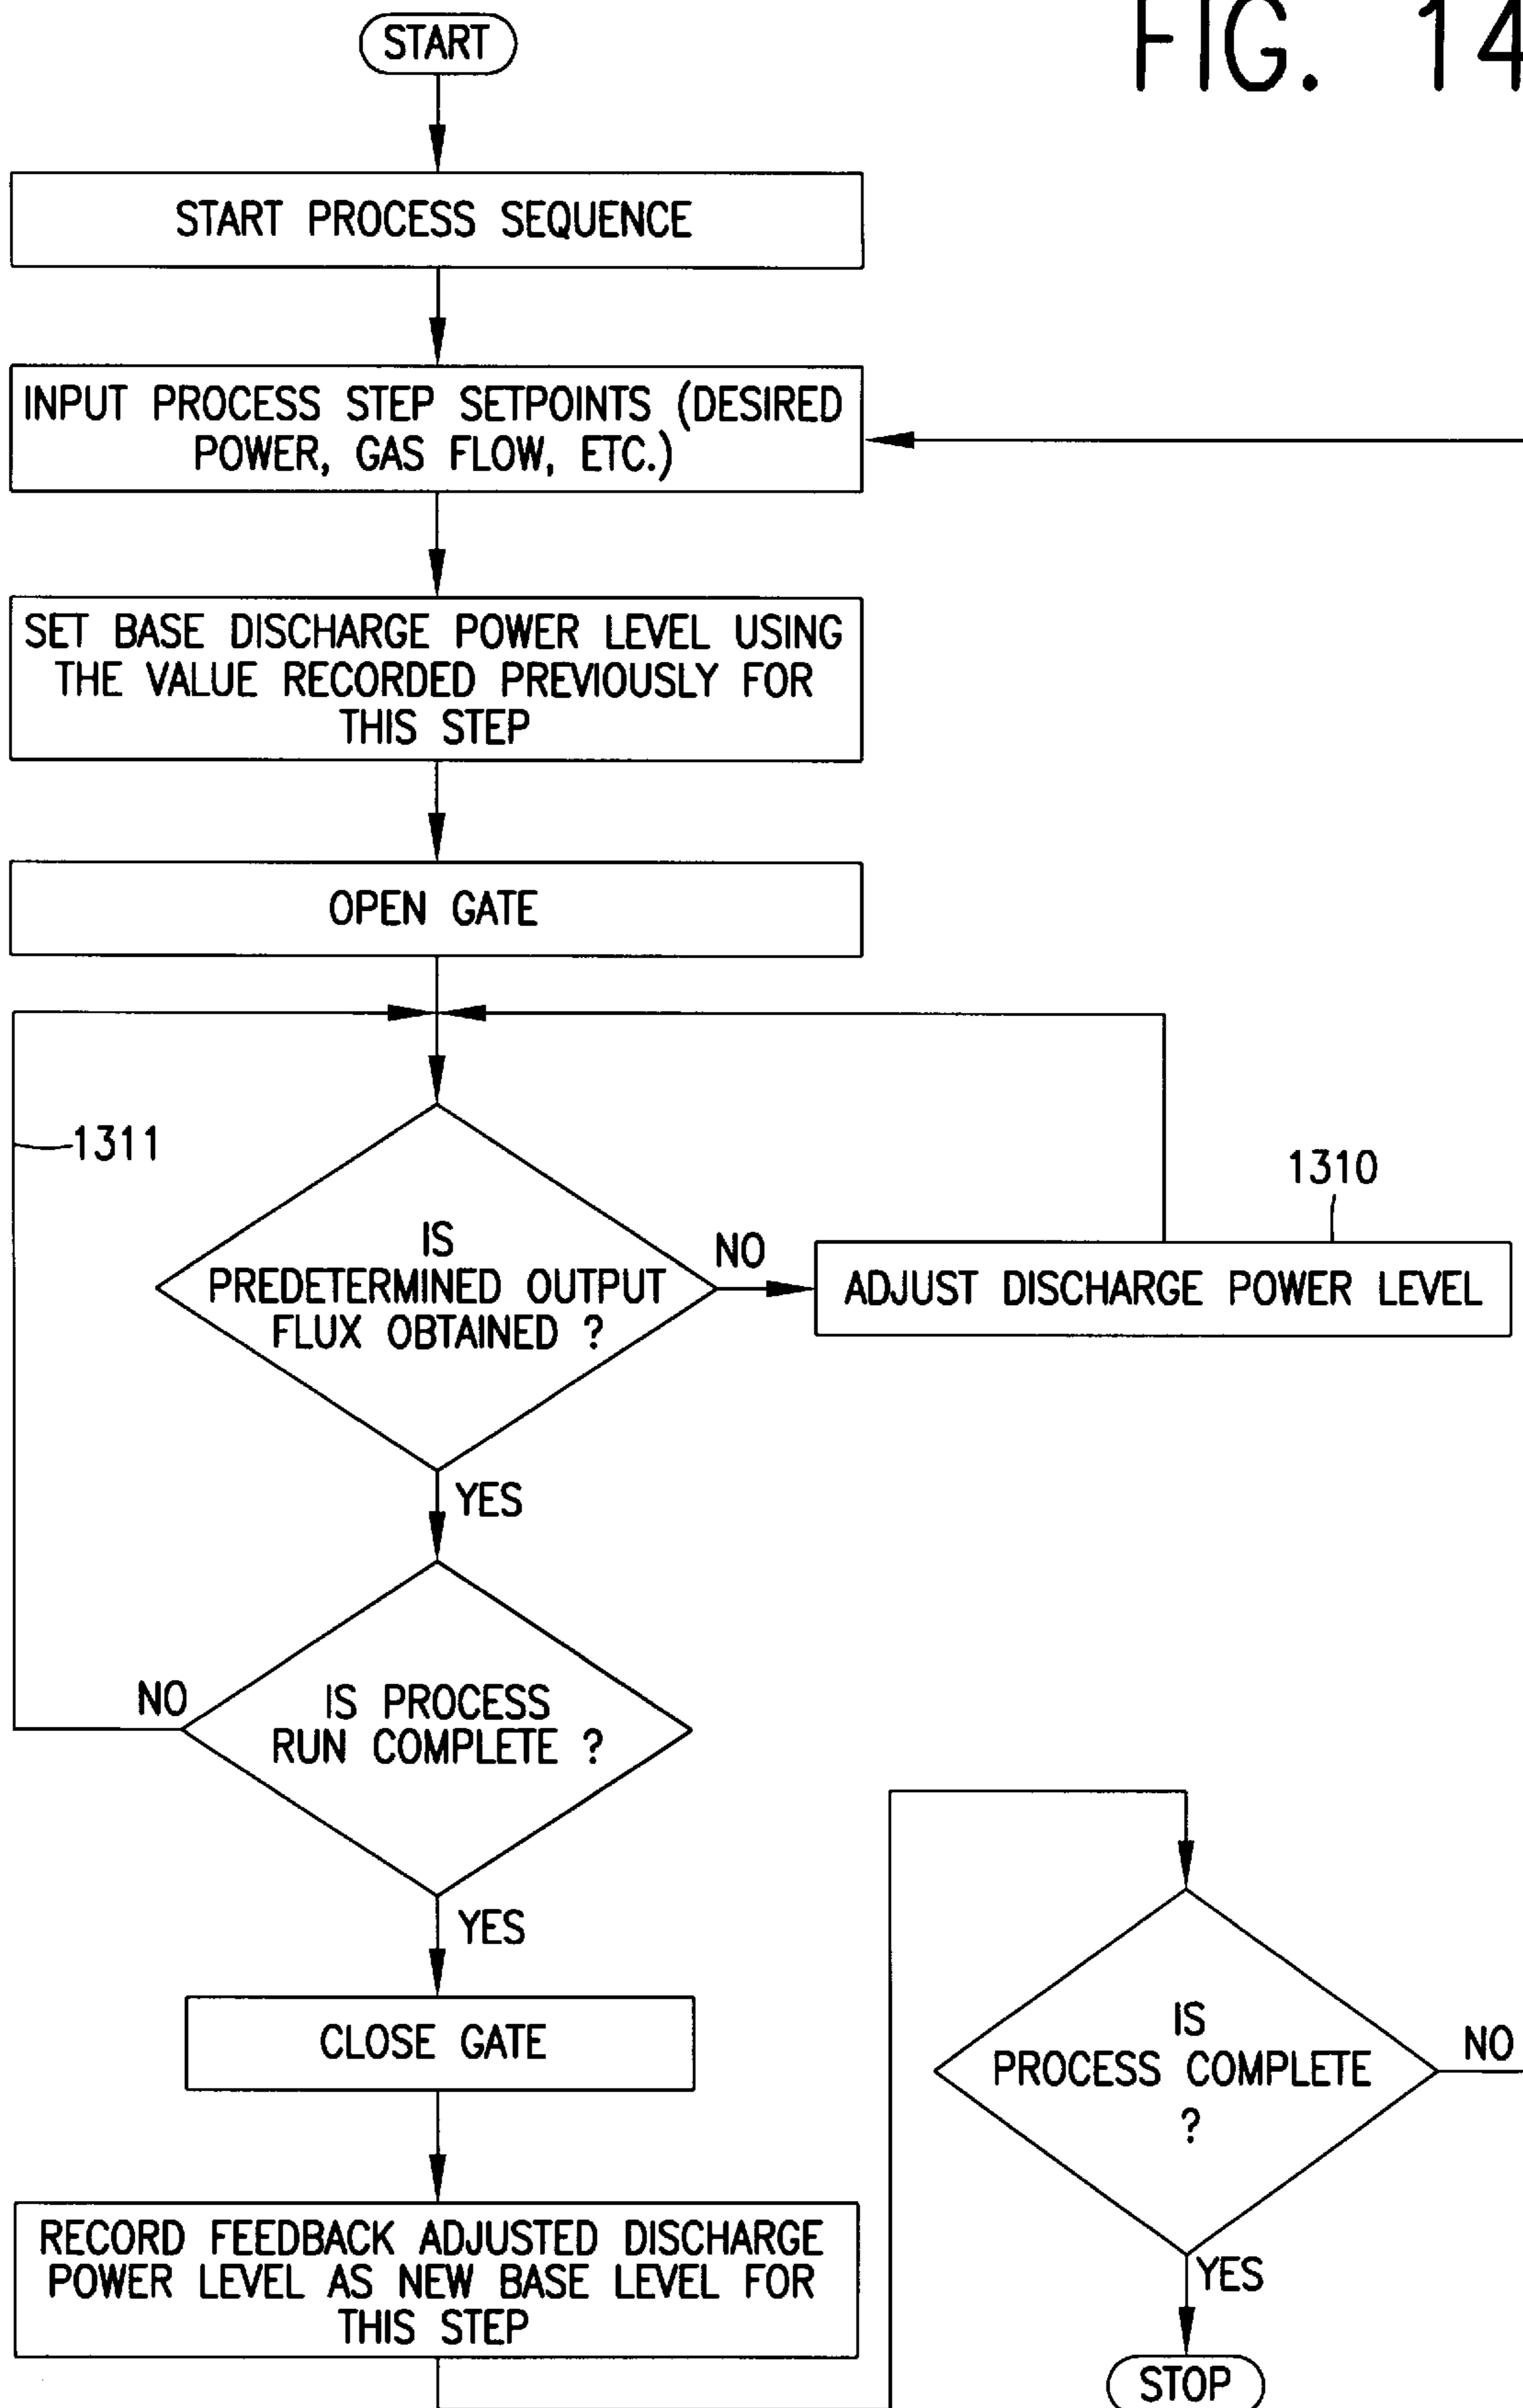 FIG. 14
START
START PROCESS SEQUENCE
INPUT PROCESS STEP SETPOINTS (DESIRED
POWER, GAS FLOW, ETC.)
SET BASE DISCHARGE POWER LEVEL USING
THE VALUE RECORDED PREVIOUSLY FOR
THIS STEP
OPEN GATE
1311
1310
IS
PREDETERMINED OUTPUT
FLUX OBTAINED ?
NO
ADJUST DISCHARGE POWER LEVEL
YES
NO
IS PROCESS
RUN COMPLETE ?
YES
CLOSE GATE
RECORD FEEDBACK ADJUSTED DISCHARGE
POWER LEVEL AS NEW BASE LEVEL FOR
THIS STEP
IS
PROCESS COMPLETE
?
NO
YES
STOP